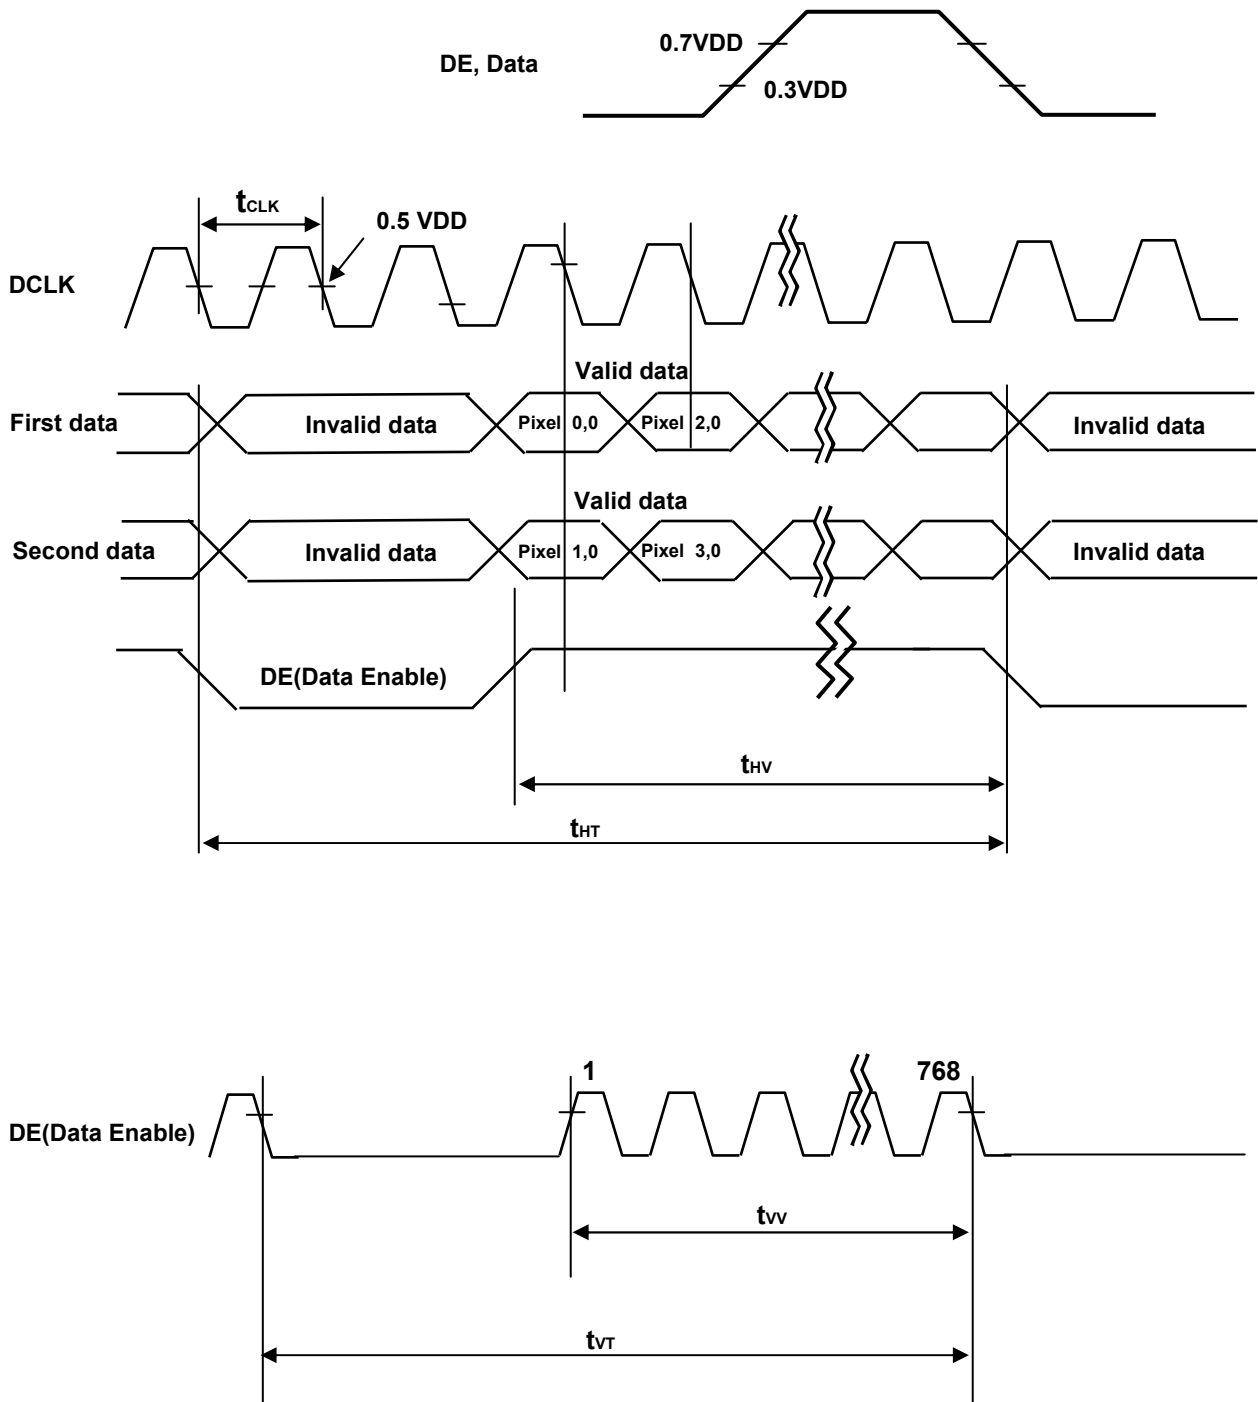 0.7VDD
DE, Data
0.3VDD
tCLK
0.5 VDD
DCLK
Valid data
First data
Invalid data
Pixel 0,0
Pixel 2,0
Invalid data
Valid data
Second data
Invalid data
Pixel 1,0
Pixel 3,0
Invalid data
DE(Data Enable)
tHV
tHT
1
768
DE(Data Enable)
tVV
tVT